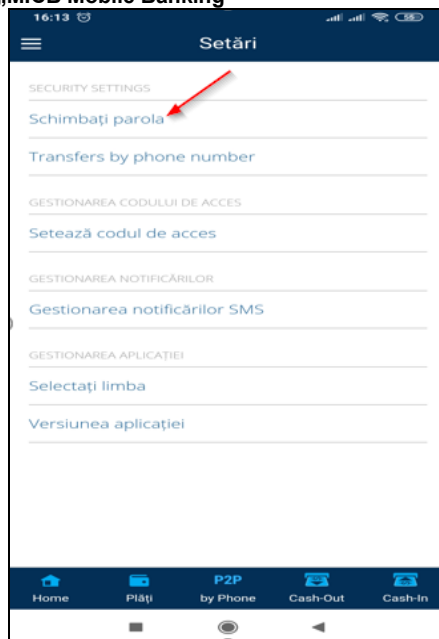 MICB Mobile Banking
16:13
Setări
SECURITY SETTINGS
Schimbați parola
Transfers by phone number
GESTIONAREA CODULUI DE ACCES
Setează codul de acces
GESTIONAREA NOTIFICĂRILOR
Gestionarea notificărilor SMS
GESTIONAREA APLICAȚIEI
Selectați limba
Versiunea aplicației
P2P
Home Plăți by Phone Cash-Out Cash-In